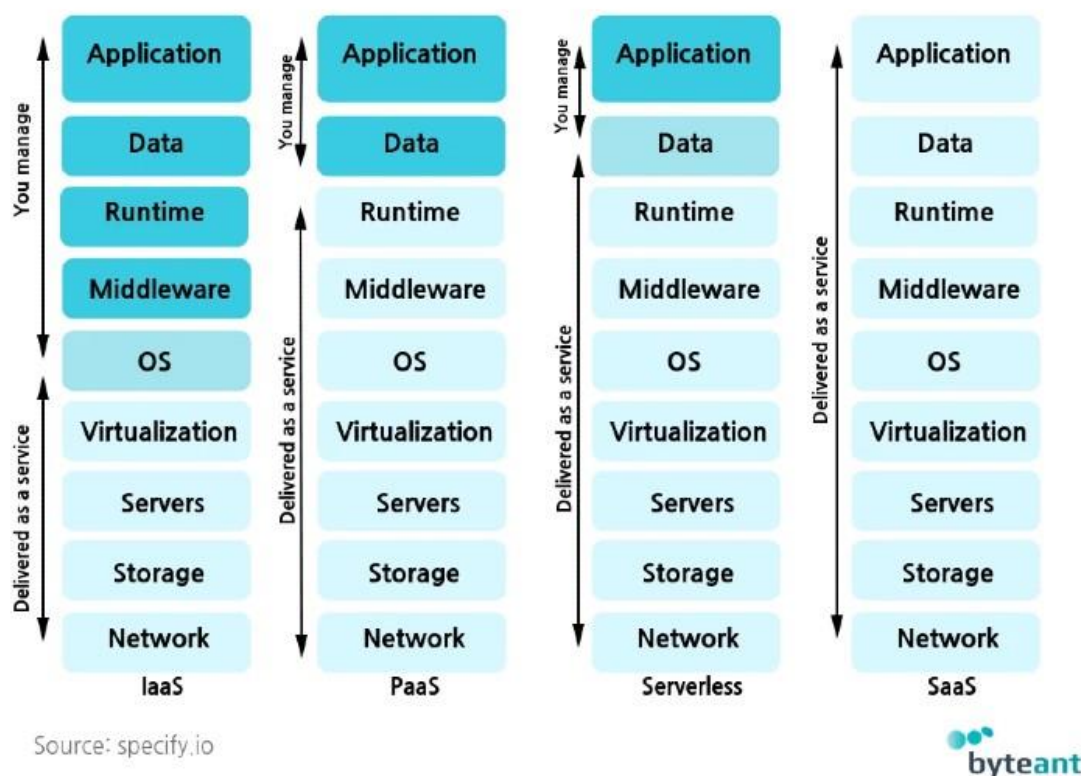 You manage
Delivered as a service
Application
Data
Runtime
Middleware
OS
Virtualization
Servers
Storage
Network
IaaS
You manage
Delivered as a service
Application
Data
Runtime
Middleware
OS
Virtualization
Servers
Storage
Network
PaaS
You manage
Delivered as a service
Application
Data
Runtime
Middleware
OS
Virtualization
Servers
Storage
Network
Serverless
Delivered as a service
Application
Data
Runtime
Middleware
OS
Virtualization
Servers
Storage
Network
SaaS
Source: specify.io
byteant